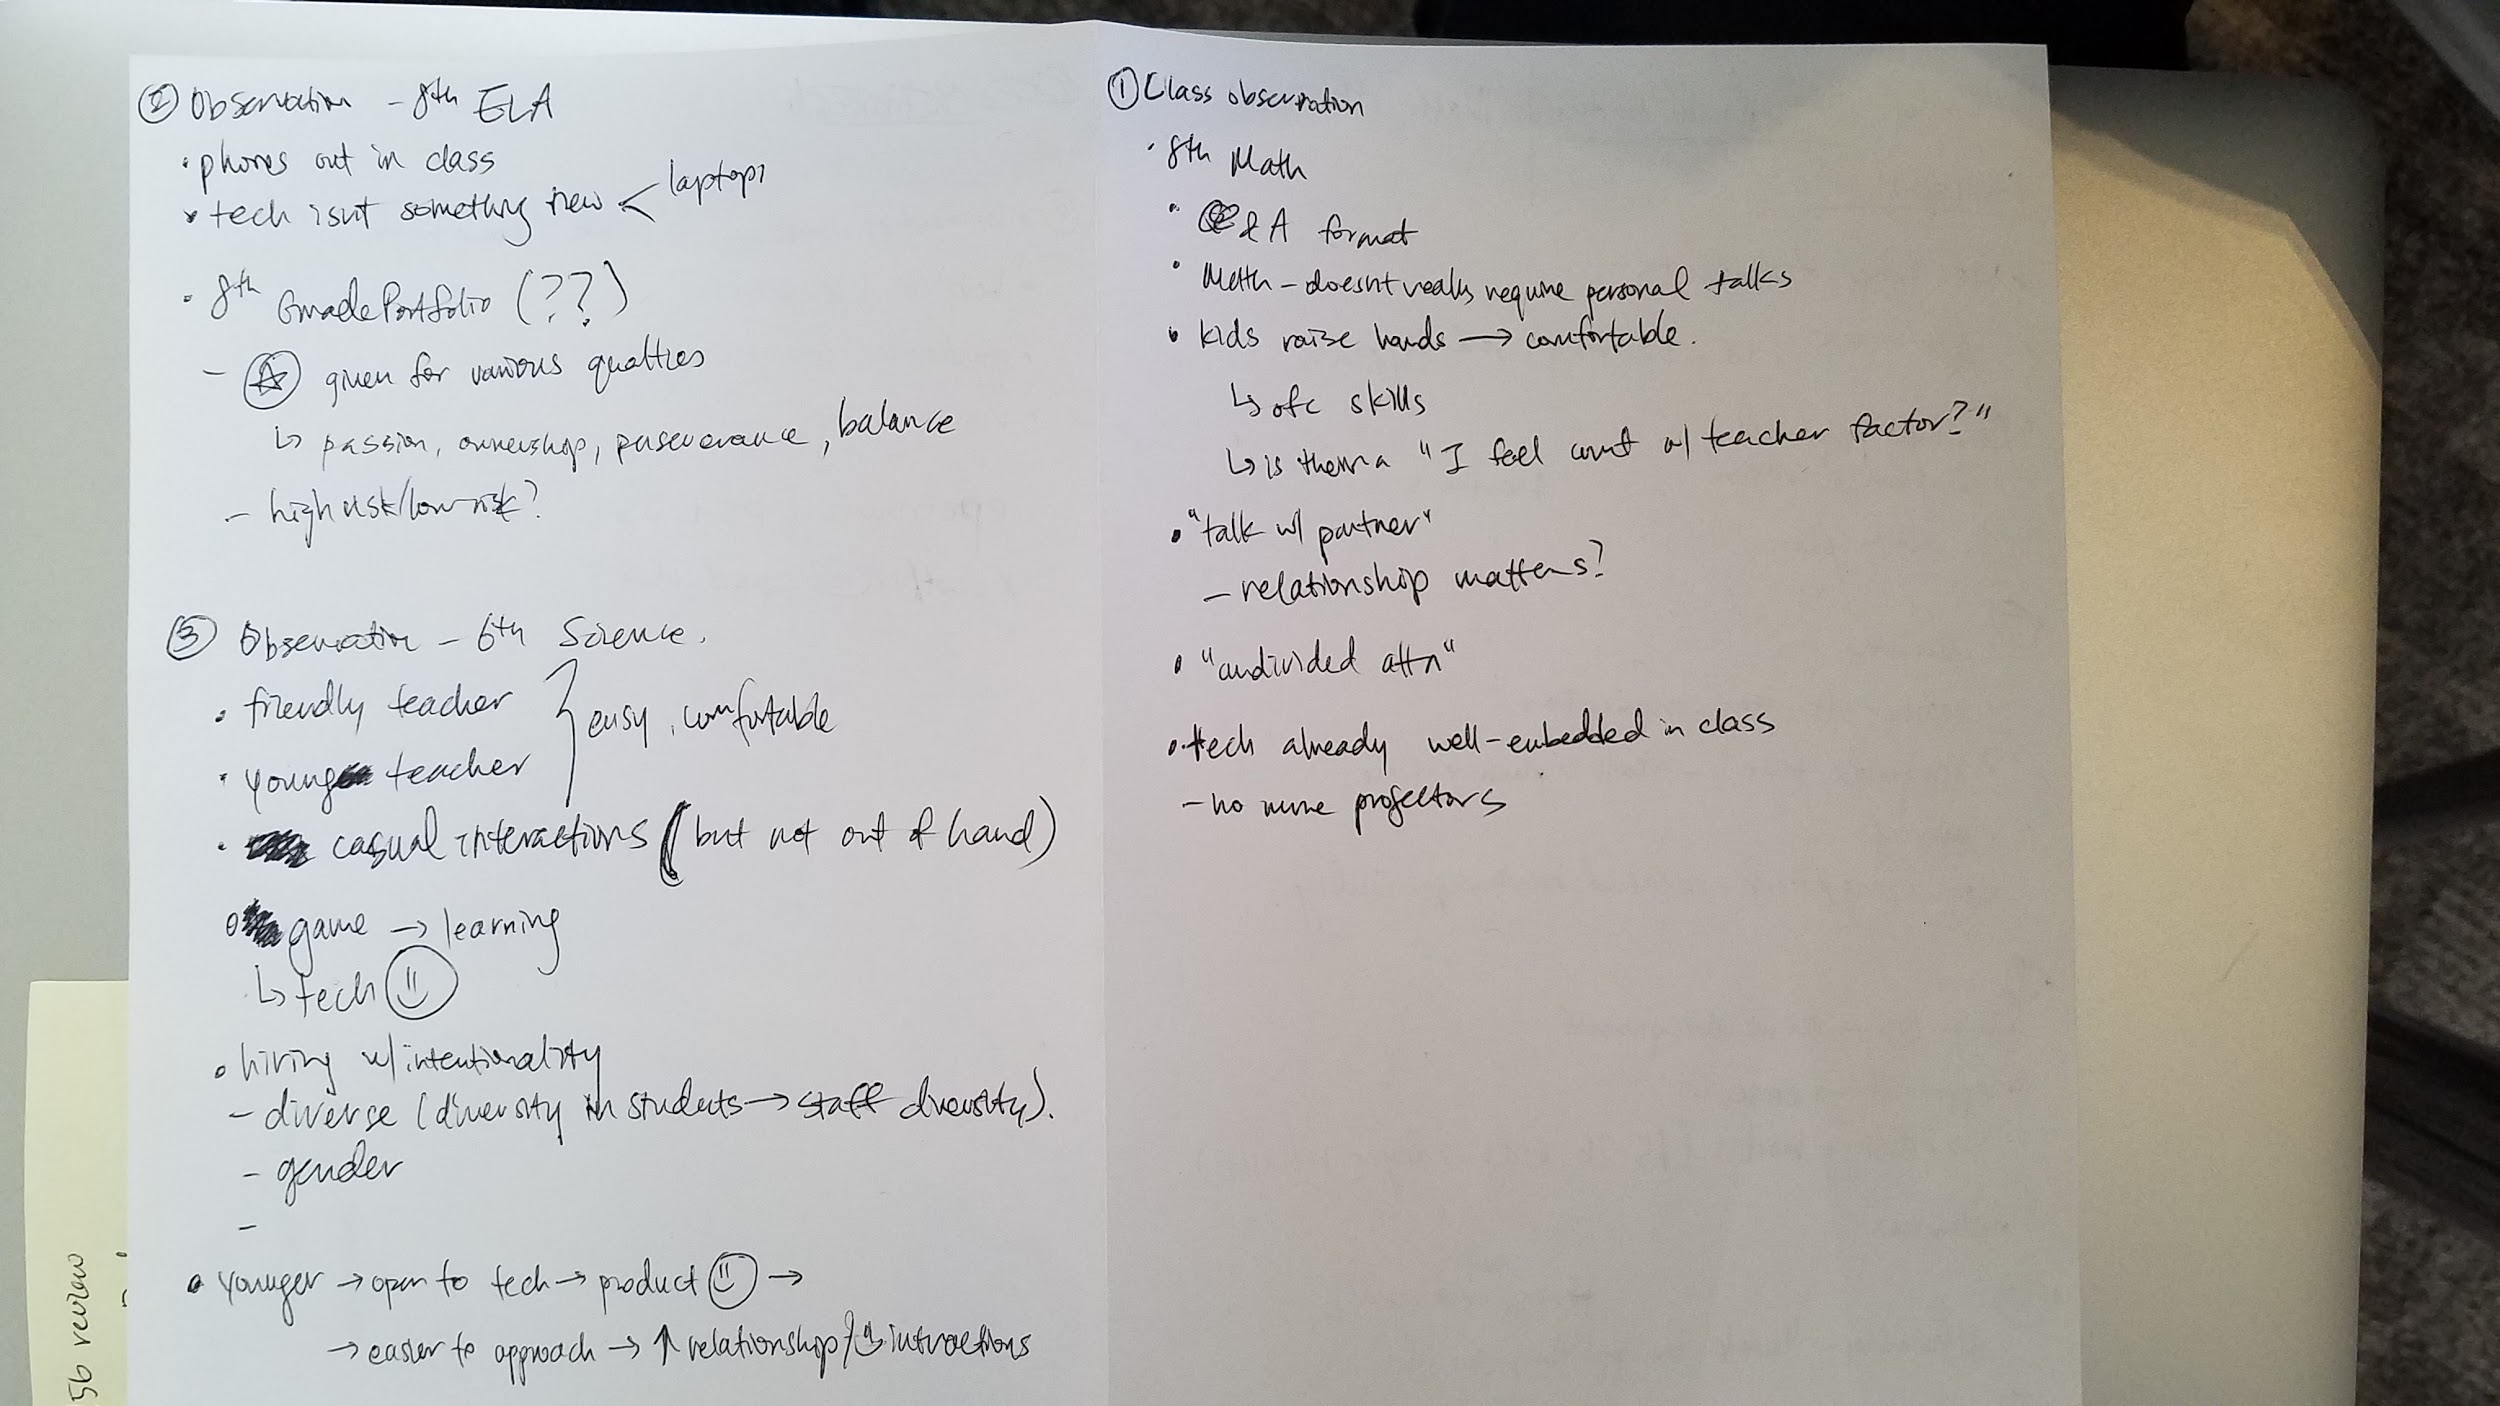 ① Class observation
· 8th Math
· Q&A format
· Math – doesnt really require personal talks
· kids raise hands → comfortable.
↳ ofc skills
↳ is there a "I feel comf w/ teacher factor?"
· "talk w/ partner"
– relationship matters?
· "undivided attn"
· tech already well-embedded in class
– no more projectors
② Observation – 8th ELA
· phones out in class
· tech isnt something new < laptops
· 8th Grade Portfolio (??)
– ☆ given for various qualties
↳ passion, ownership, perseverance, balance
– high risk/low risk?
③ Observation – 6th Science.
· friendly teacher
· young teacher } easy, comfortable
· casual interactions (but not out of hand)
· game → learning
↳ tech ☺
· hiring w/ intentionality
– diverse (diversity in students → staff diversity).
– gender
–
· younger → open to tech → product ☺ →
→ easier to approach → ↑ relationship/ interactions
56 review